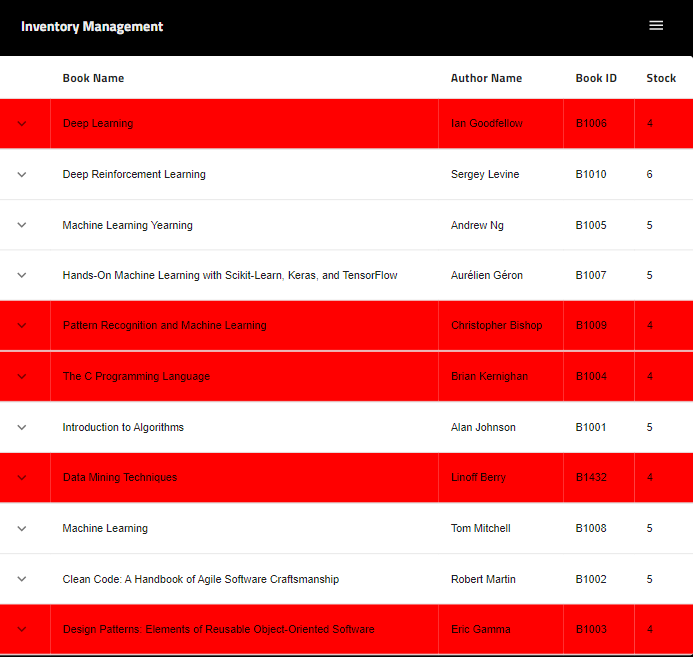 Inventory Management
Book Name Author Name Book ID Stock
Deep Learning Ian Goodfellow B1006 4
Deep Reinforcement Learning Sergey Levine B1010 6
Machine Learning Yearning Andrew Ng B1005 5
Hands-On Machine Learning with Scikit-Learn, Keras, and TensorFlow Aurélien Géron B1007 5
Pattern Recognition and Machine Learning Christopher Bishop B1009 4
The C Programming Language Brian Kernighan B1004 4
Introduction to Algorithms Alan Johnson B1001 5
Data Mining Techniques Linoff Berry B1432 4
Machine Learning Tom Mitchell B1008 5
Clean Code: A Handbook of Agile Software Craftsmanship Robert Martin B1002 5
Design Patterns: Elements of Reusable Object-Oriented Software Eric Gamma B1003 4